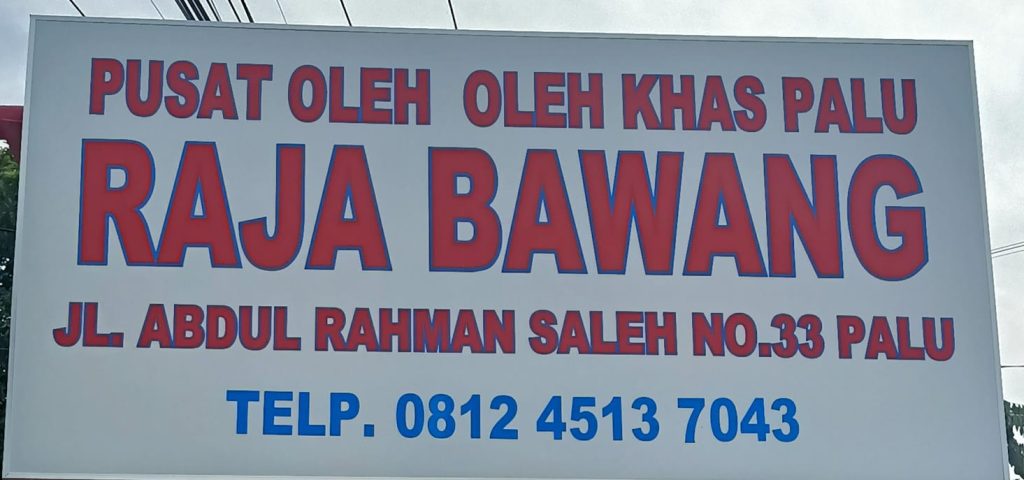 PUSAT OLEH OLEH KHAS PALU
RAJA BAWANG
JL. ABDUL RAHMAN SALEH NO.33 PALU
TELP. 0812 4513 7043